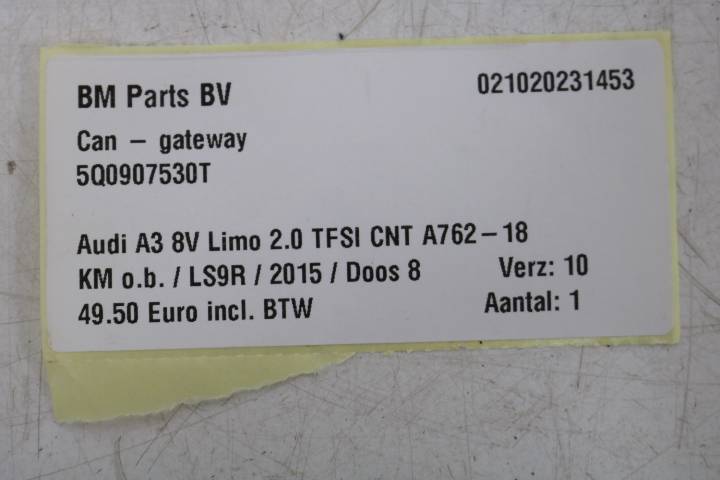 BM Parts BV 021020231453
Can – gateway
5Q0907530T
Audi A3 8V Limo 2.0 TFSI CNT A762–18
KM o.b. / LS9R / 2015 / Doos 8 Verz: 10
49.50 Euro incl. BTW Aantal: 1